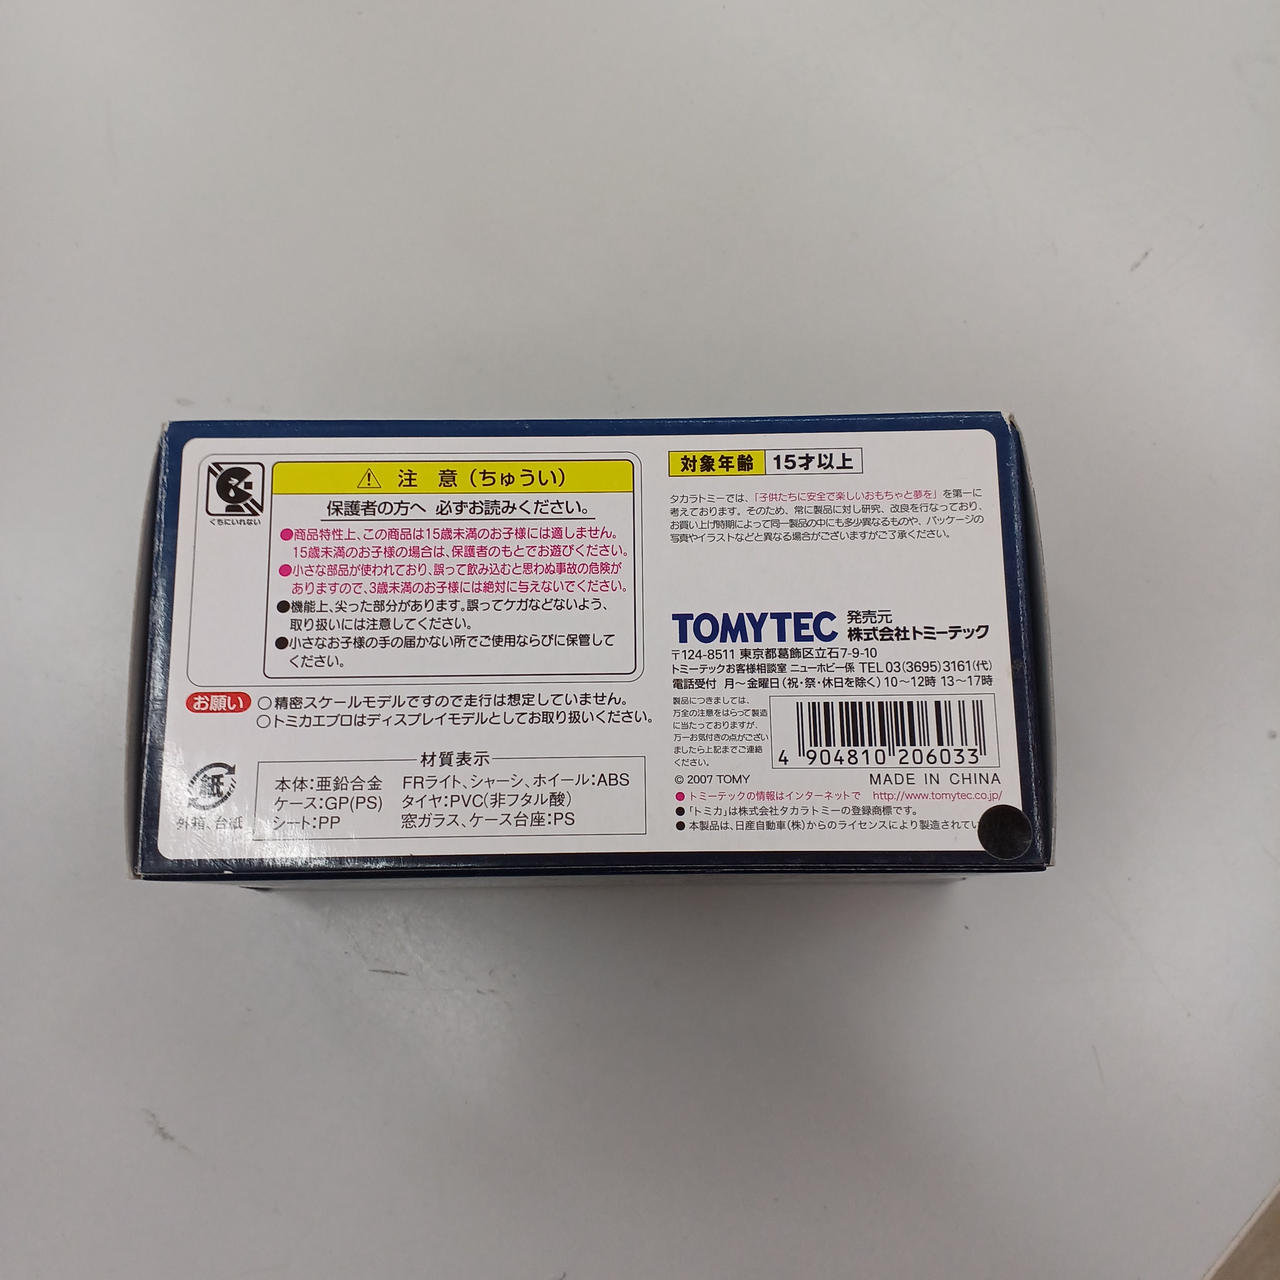 くちにいれない
注 意(ちゅうい)
保護者の方へ 必ずお読みください。
●商品特性上、この商品は15歳未満のお子様には適しません。
15歳未満のお子様の場合は、保護者のもとでお遊びください。
●小さな部品が使われており、誤って飲み込むと思わぬ事故の危険が
ありますので、3歳未満のお子様には絶対に与えないでください。
●機能上、尖った部分があります。誤ってケガなどないよう、
取り扱いには注意してください。
●小さなお子様の手の届かない所でご使用ならびに保管して
ください。
お願い
○精密スケールモデルですので走行は想定していません。
○トミカエブロはディスプレイモデルとしてお取り扱いください。
紙
外箱、台紙
材質表示
本体:亜鉛合金 FRライト、シャーシ、ホイール:ABS
ケース:GP(PS) タイヤ:PVC(非フタル酸)
シート:PP 窓ガラス、ケース台座:PS
対象年齢 15才以上
タカラトミーでは、「子供たちに安全で楽しいおもちゃと夢を」を第一に
考えております。そのため、常に製品に対し研究、改良を行なっており、
お買い上げ時期によって同一製品の中にも多少異なるものや、パッケージの
写真やイラストなどと異なる場合がございますがご了承ください。
TOMYTEC 発売元
株式会社トミーテック
〒124-8511 東京都葛飾区立石7-9-10
トミーテックお客様相談室 ニューホビー係 TEL 03(3695)3161(代)
電話受付 月～金曜日(祝・祭・休日を除く)10～12時 13～17時
製品につきましては、
万全の注意をはらって製造
に当たっておりますが、
万一お気付きの点がござい
ましたら上記までご連絡
ください。
4 904810 206033
© 2007 TOMY MADE IN CHINA
●トミーテックの情報はインターネットで http://www.tomytec.co.jp/
●「トミカ」は株式会社タカラトミーの登録商標です。
●本製品は、日産自動車(株)からのライセンスにより製造されてい